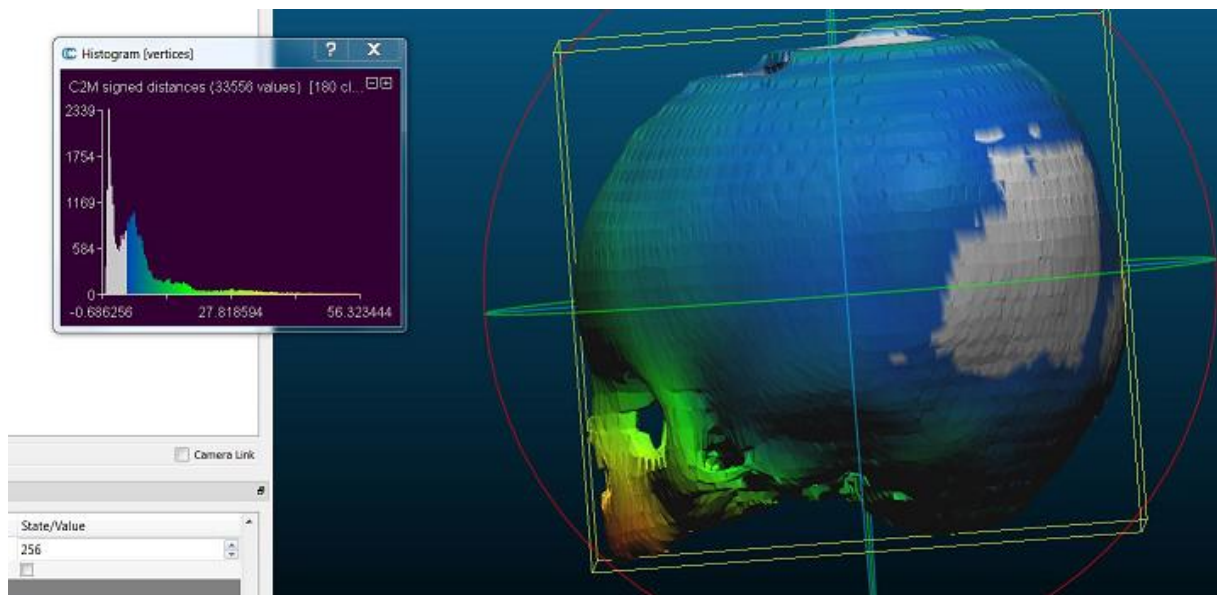 Histogram [vertices]
C2M signed distances (33556 values) [180 cl...
2339
1754
1169
584
0
-0.686256 27.818594 56.323444
Camera Link
State/Value
256